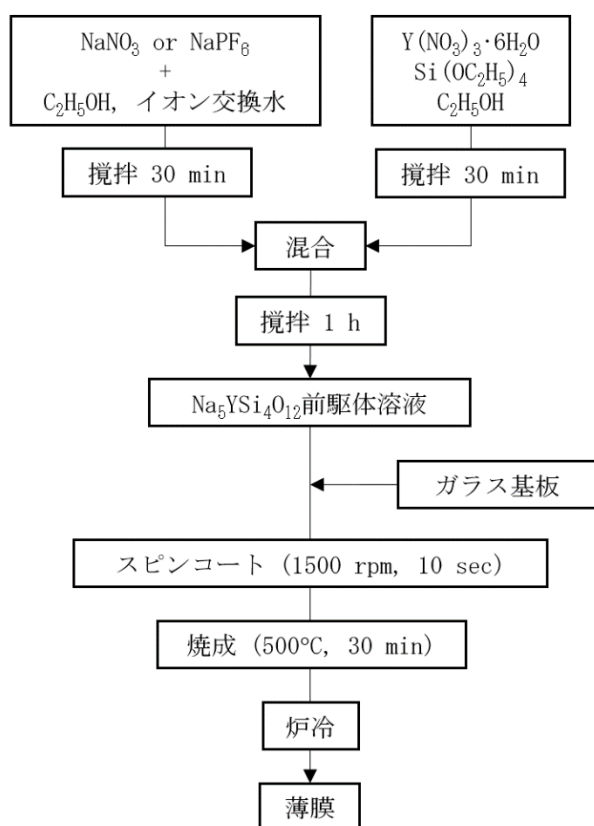 NaNO₃ or NaPF₆
+
C₂H₅OH, イオン交換水
Y(NO₃)₃·6H₂O
Si(OC₂H₅)₄
C₂H₅OH
攪拌 30 min
攪拌 30 min
混合
攪拌 1 h
Na₅YSi₄O₁₂前駆体溶液
ガラス基板
スピンコート (1500 rpm, 10 sec)
焼成 (500°C, 30 min)
炉冷
薄膜